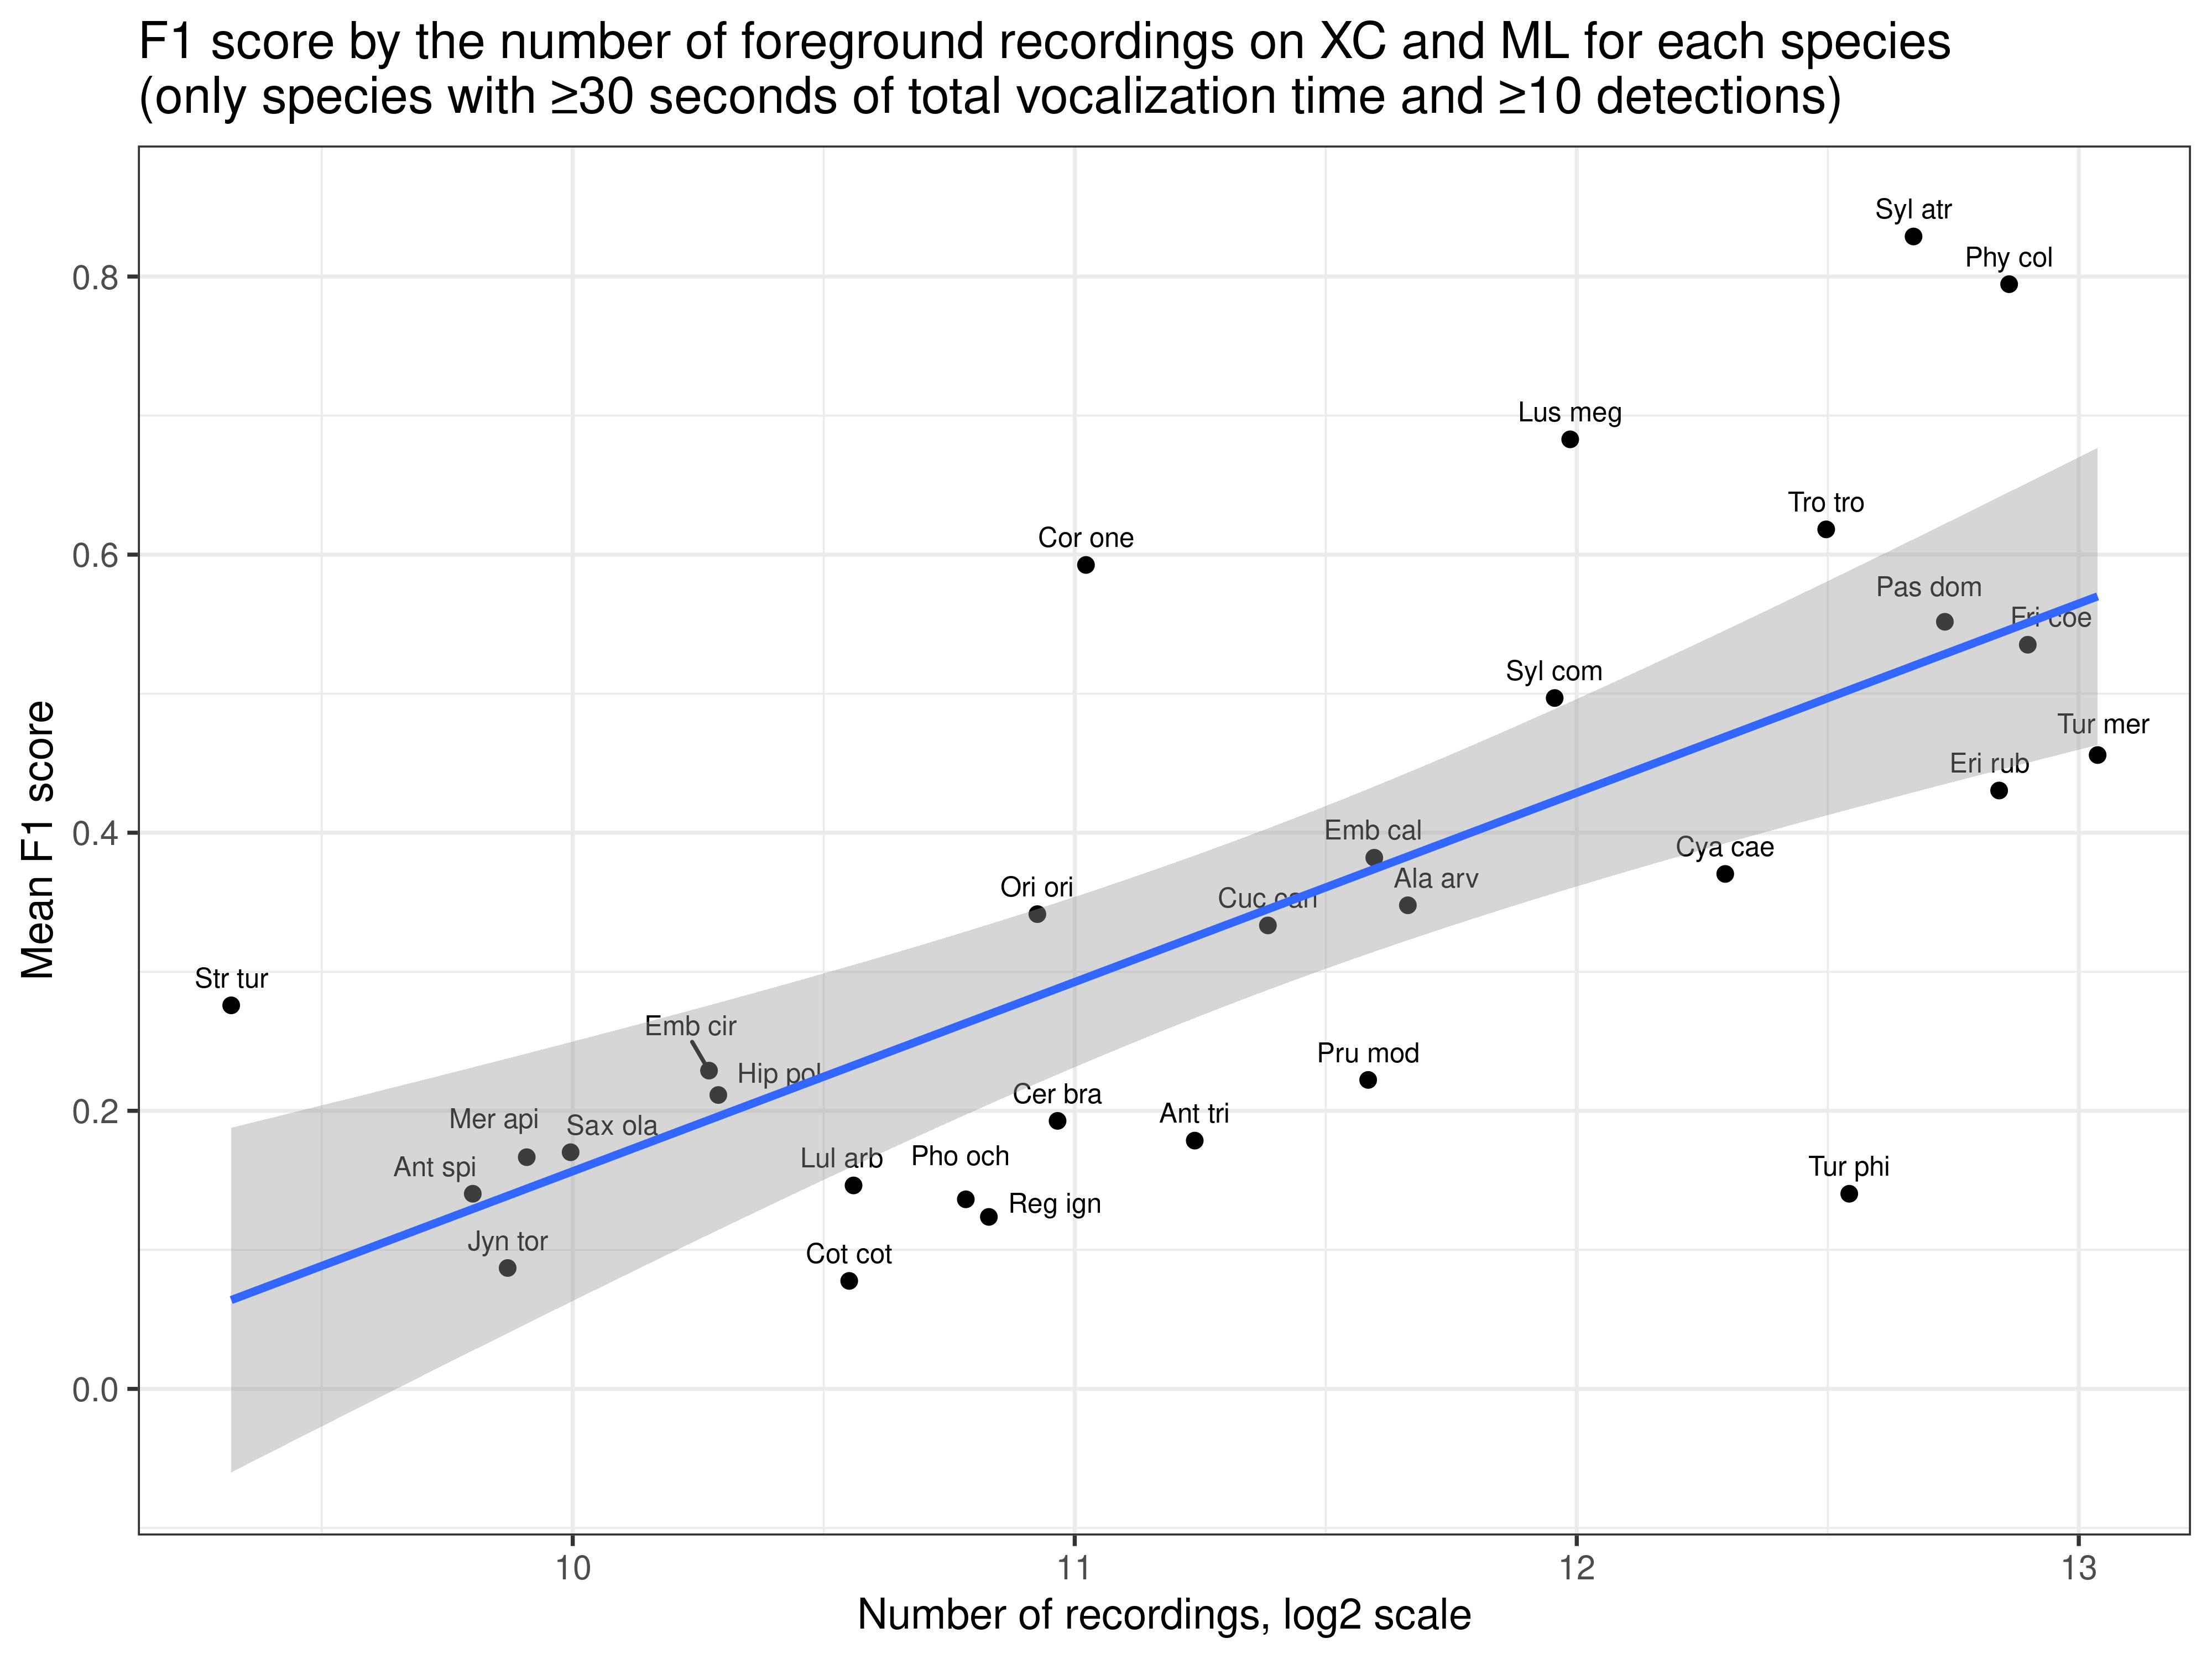 F1 score by the number of foreground recordings on XC and ML for each species
(only species with ≥30 seconds of total vocalization time and ≥10 detections)
Syl atr
Phy col
0.8
Lus meg
Tro tro
Cor one
0.6
Pas dom
Fri coe
Syl com
Tur mer
Eri rub
Mean F1 score
0.4
Emb cal
Cya cae
Ala arv
Ori ori
Cuc can
Str tur
Emb cir
Hip pol
Pru mod
0.2
Cer bra
Ant tri
Mer api
Sax ola
Ant spi
Lul arb
Pho och
Tur phi
Reg ign
Jyn tor
Cot cot
0.0
10
11
12
13
Number of recordings, log2 scale